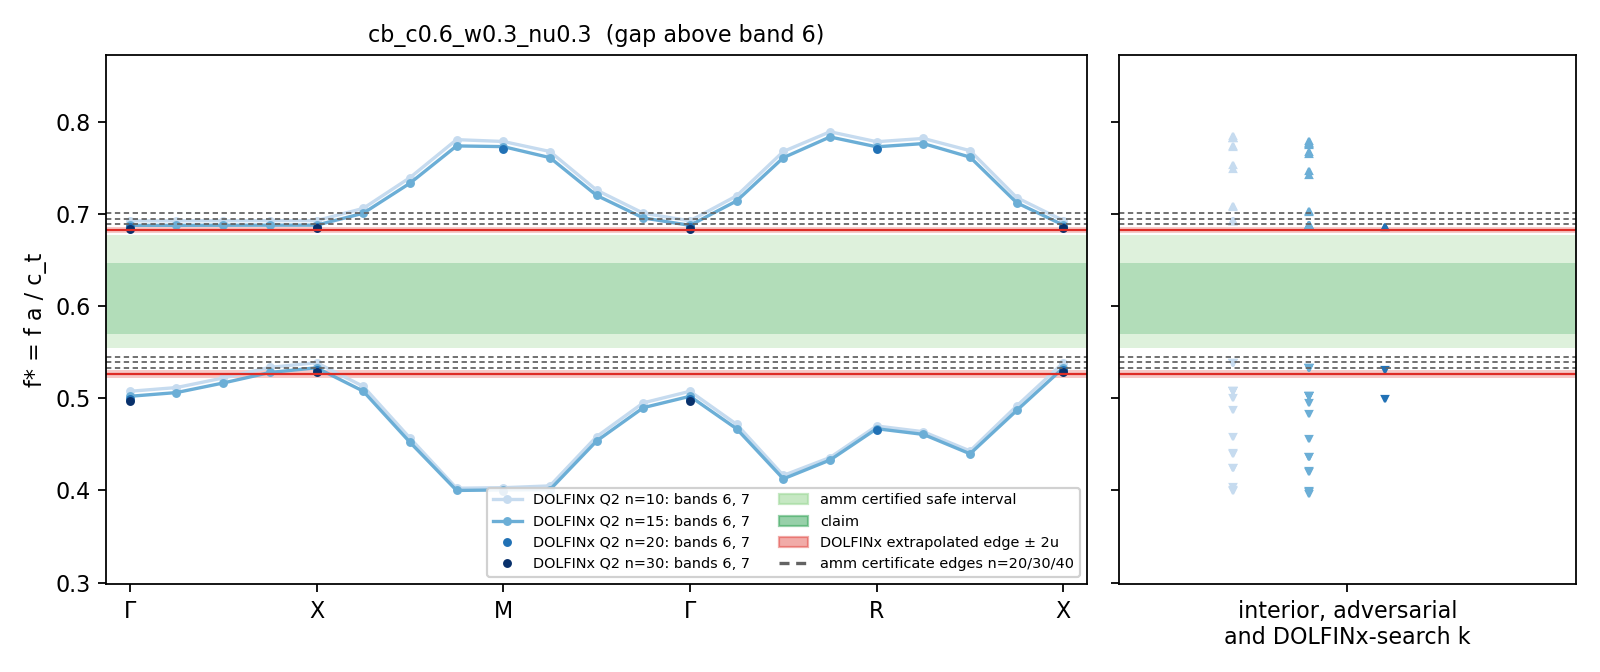 cb_c0.6_w0.3_nu0.3 (gap above band 6)
f* = f a / c_t
0.8
0.7
0.6
0.5
0.4
0.3
DOLFINx Q2 n=10: bands 6, 7
DOLFINx Q2 n=15: bands 6, 7
DOLFINx Q2 n=20: bands 6, 7
DOLFINx Q2 n=30: bands 6, 7
amm certified safe interval
claim
DOLFINx extrapolated edge ± 2u
amm certificate edges n=20/30/40
Γ X M Γ R X
interior, adversarial
and DOLFINx-search k